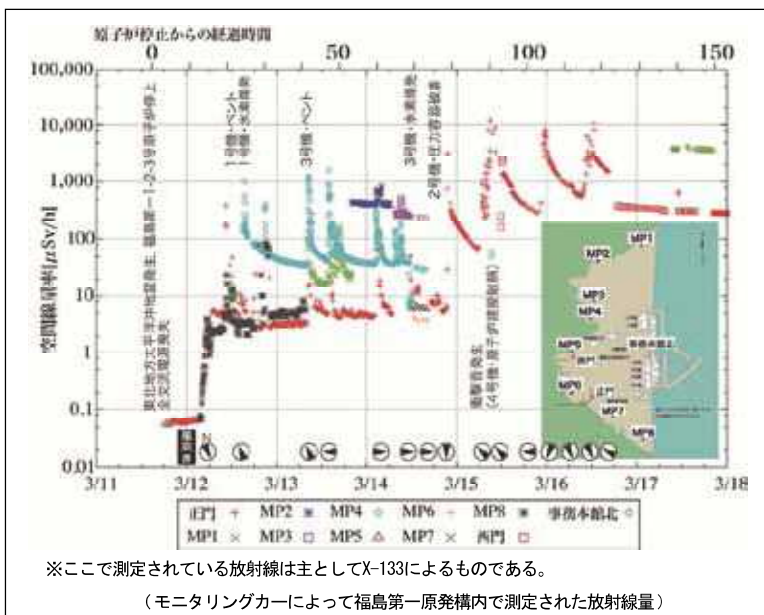 原子炉停止からの経過時間
0 50 100 150
空間線量率[μSv/h]
100,000
10,000
1,000
100
10
1
0.1
0.01
東北地方太平洋沖地震発生、福島第一1-2-3号原子炉停止
全交流電源喪失
1号機・ベント
1号機・水素爆発
3号機・ベント
3号機・水素爆発
2号機・圧力容器破損
衝撃音発生
(4号機・原子炉建屋破損)
N
MP1
MP2
MP3
MP4
事務本館北
MP5
西門
MP6
正門
MP7
MP8
3/11 3/12 3/13 3/14 3/15 3/16 3/17 3/18
正門 MP2 MP4 MP6 MP8 事務本館北
MP1 MP3 MP5 MP7 西門
※ここで測定されている放射線は主としてX-133によるものである。
(モニタリングカーによって福島第一原発構内で測定された放射線量)